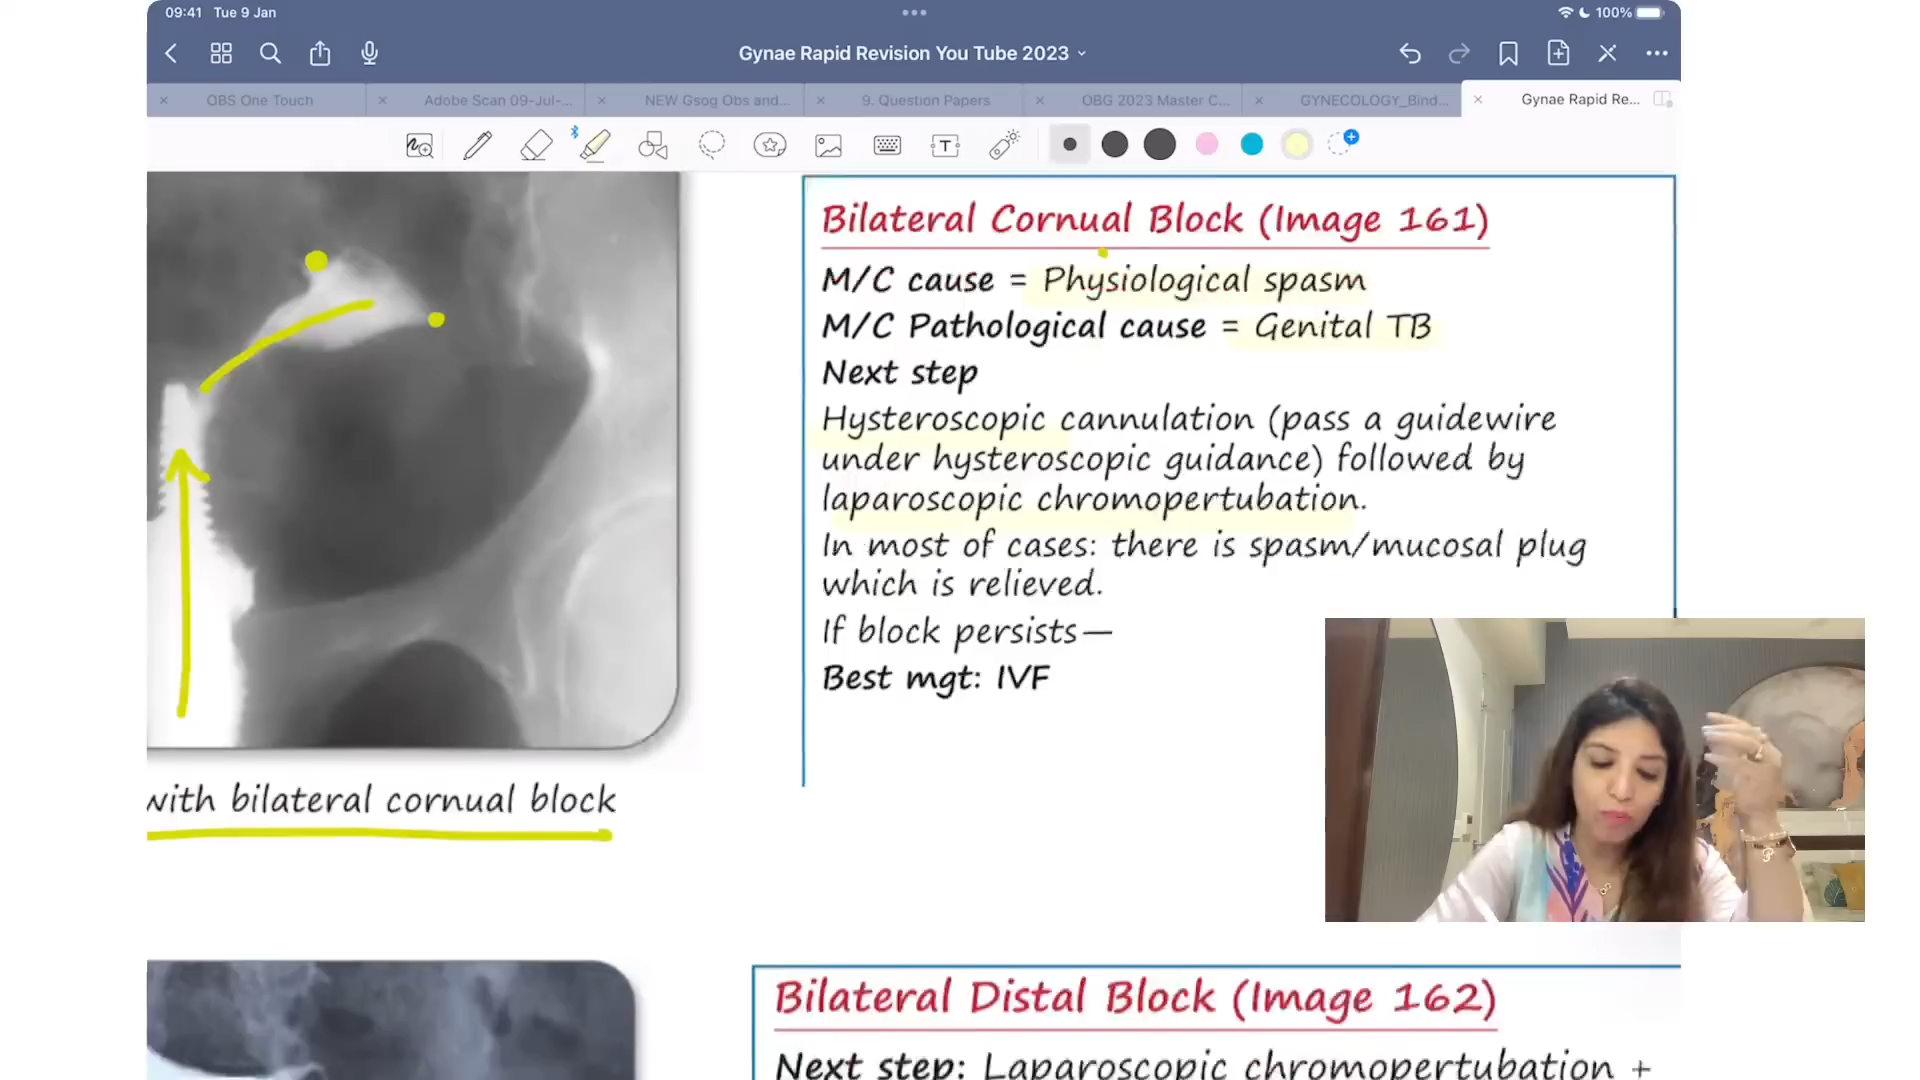 09:41 Tue 9 Jan
100%
Gynae Rapid Revision You Tube 2023
OBS One Touch
Adobe Scan 09-Jul-...
NEW Gsog Obs and...
9. Question Papers
OBG 2023 Master C...
GYNECOLOGY_Bind...
Gynae Rapid Re...
T
Bilateral Cornual Block (Image 161)
M/C cause = Physiological spasm
M/C Pathological cause = Genital TB
Next step
Hysteroscopic cannulation (pass a guidewire
under hysteroscopic guidance) followed by
laparoscopic chromopertubation.
In most of cases: there is spasm/mucosal plug
which is relieved.
If block persists—
Best mgt: IVF
with bilateral cornual block
Bilateral Distal Block (Image 162)
Next step: Laparoscopic chromopertubation +